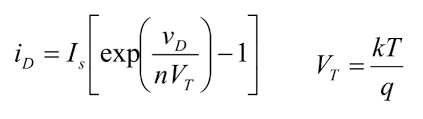 i_D = I_s [ exp( v_D / nV_T ) − 1 ]    V_T = kT / q